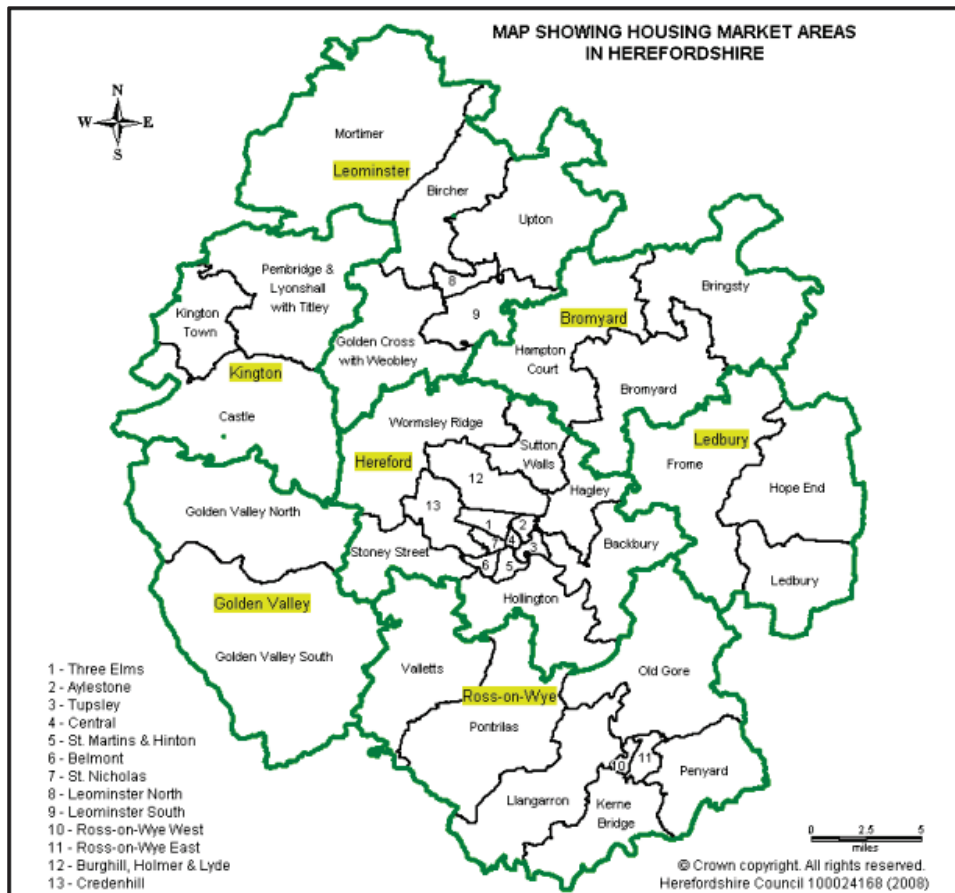 MAP SHOWING HOUSING MARKET AREAS
IN HEREFORDSHIRE
N
W E
S
Mortimer
Leominster
Bircher
Upton
Pembridge &
Lyonshall
with Titley
8
Bringsty
Kington
Town
9
Bromyard
Golden Cross
with Weobley
Hampton
Court
Kington
Bromyard
Castle
Wormsley Ridge
Ledbury
Sutton
Walls
Hereford
Frome
12
Hope End
Hagley
13
Golden Valley North
1
2
4
7
3
Backbury
Stoney Street
6
5
Ledbury
Hollington
Golden Valley
Golden Valley South
Valletts
Old Gore
Ross-on-Wye
Pontrilas
11
10
Penyard
Llangarron
Kerne
Bridge
1 - Three Elms
2 - Aylestone
3 - Tupsley
4 - Central
5 - St. Martins & Hinton
6 - Belmont
7 - St. Nicholas
8 - Leominster North
9 - Leominster South
10 - Ross-on-Wye West
11 - Ross-on-Wye East
12 - Burghill, Holmer & Lyde
13 - Credenhill
0 2.5 5
miles
© Crown copyright. All rights reserved.
Herefordshire Council 100024168 (2008)